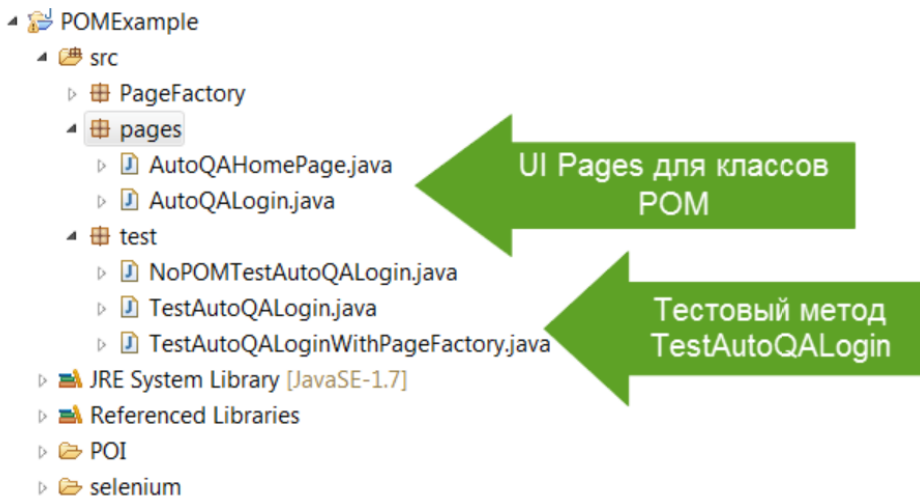 POMExample
src
PageFactory
pages
AutoQAHomePage.java
AutoQALogin.java
UI Pages для классов
POM
test
NoPOMTestAutoQALogin.java
TestAutoQALogin.java
TestAutoQALoginWithPageFactory.java
Тестовый метод
TestAutoQALogin
JRE System Library [JavaSE-1.7]
Referenced Libraries
POI
selenium